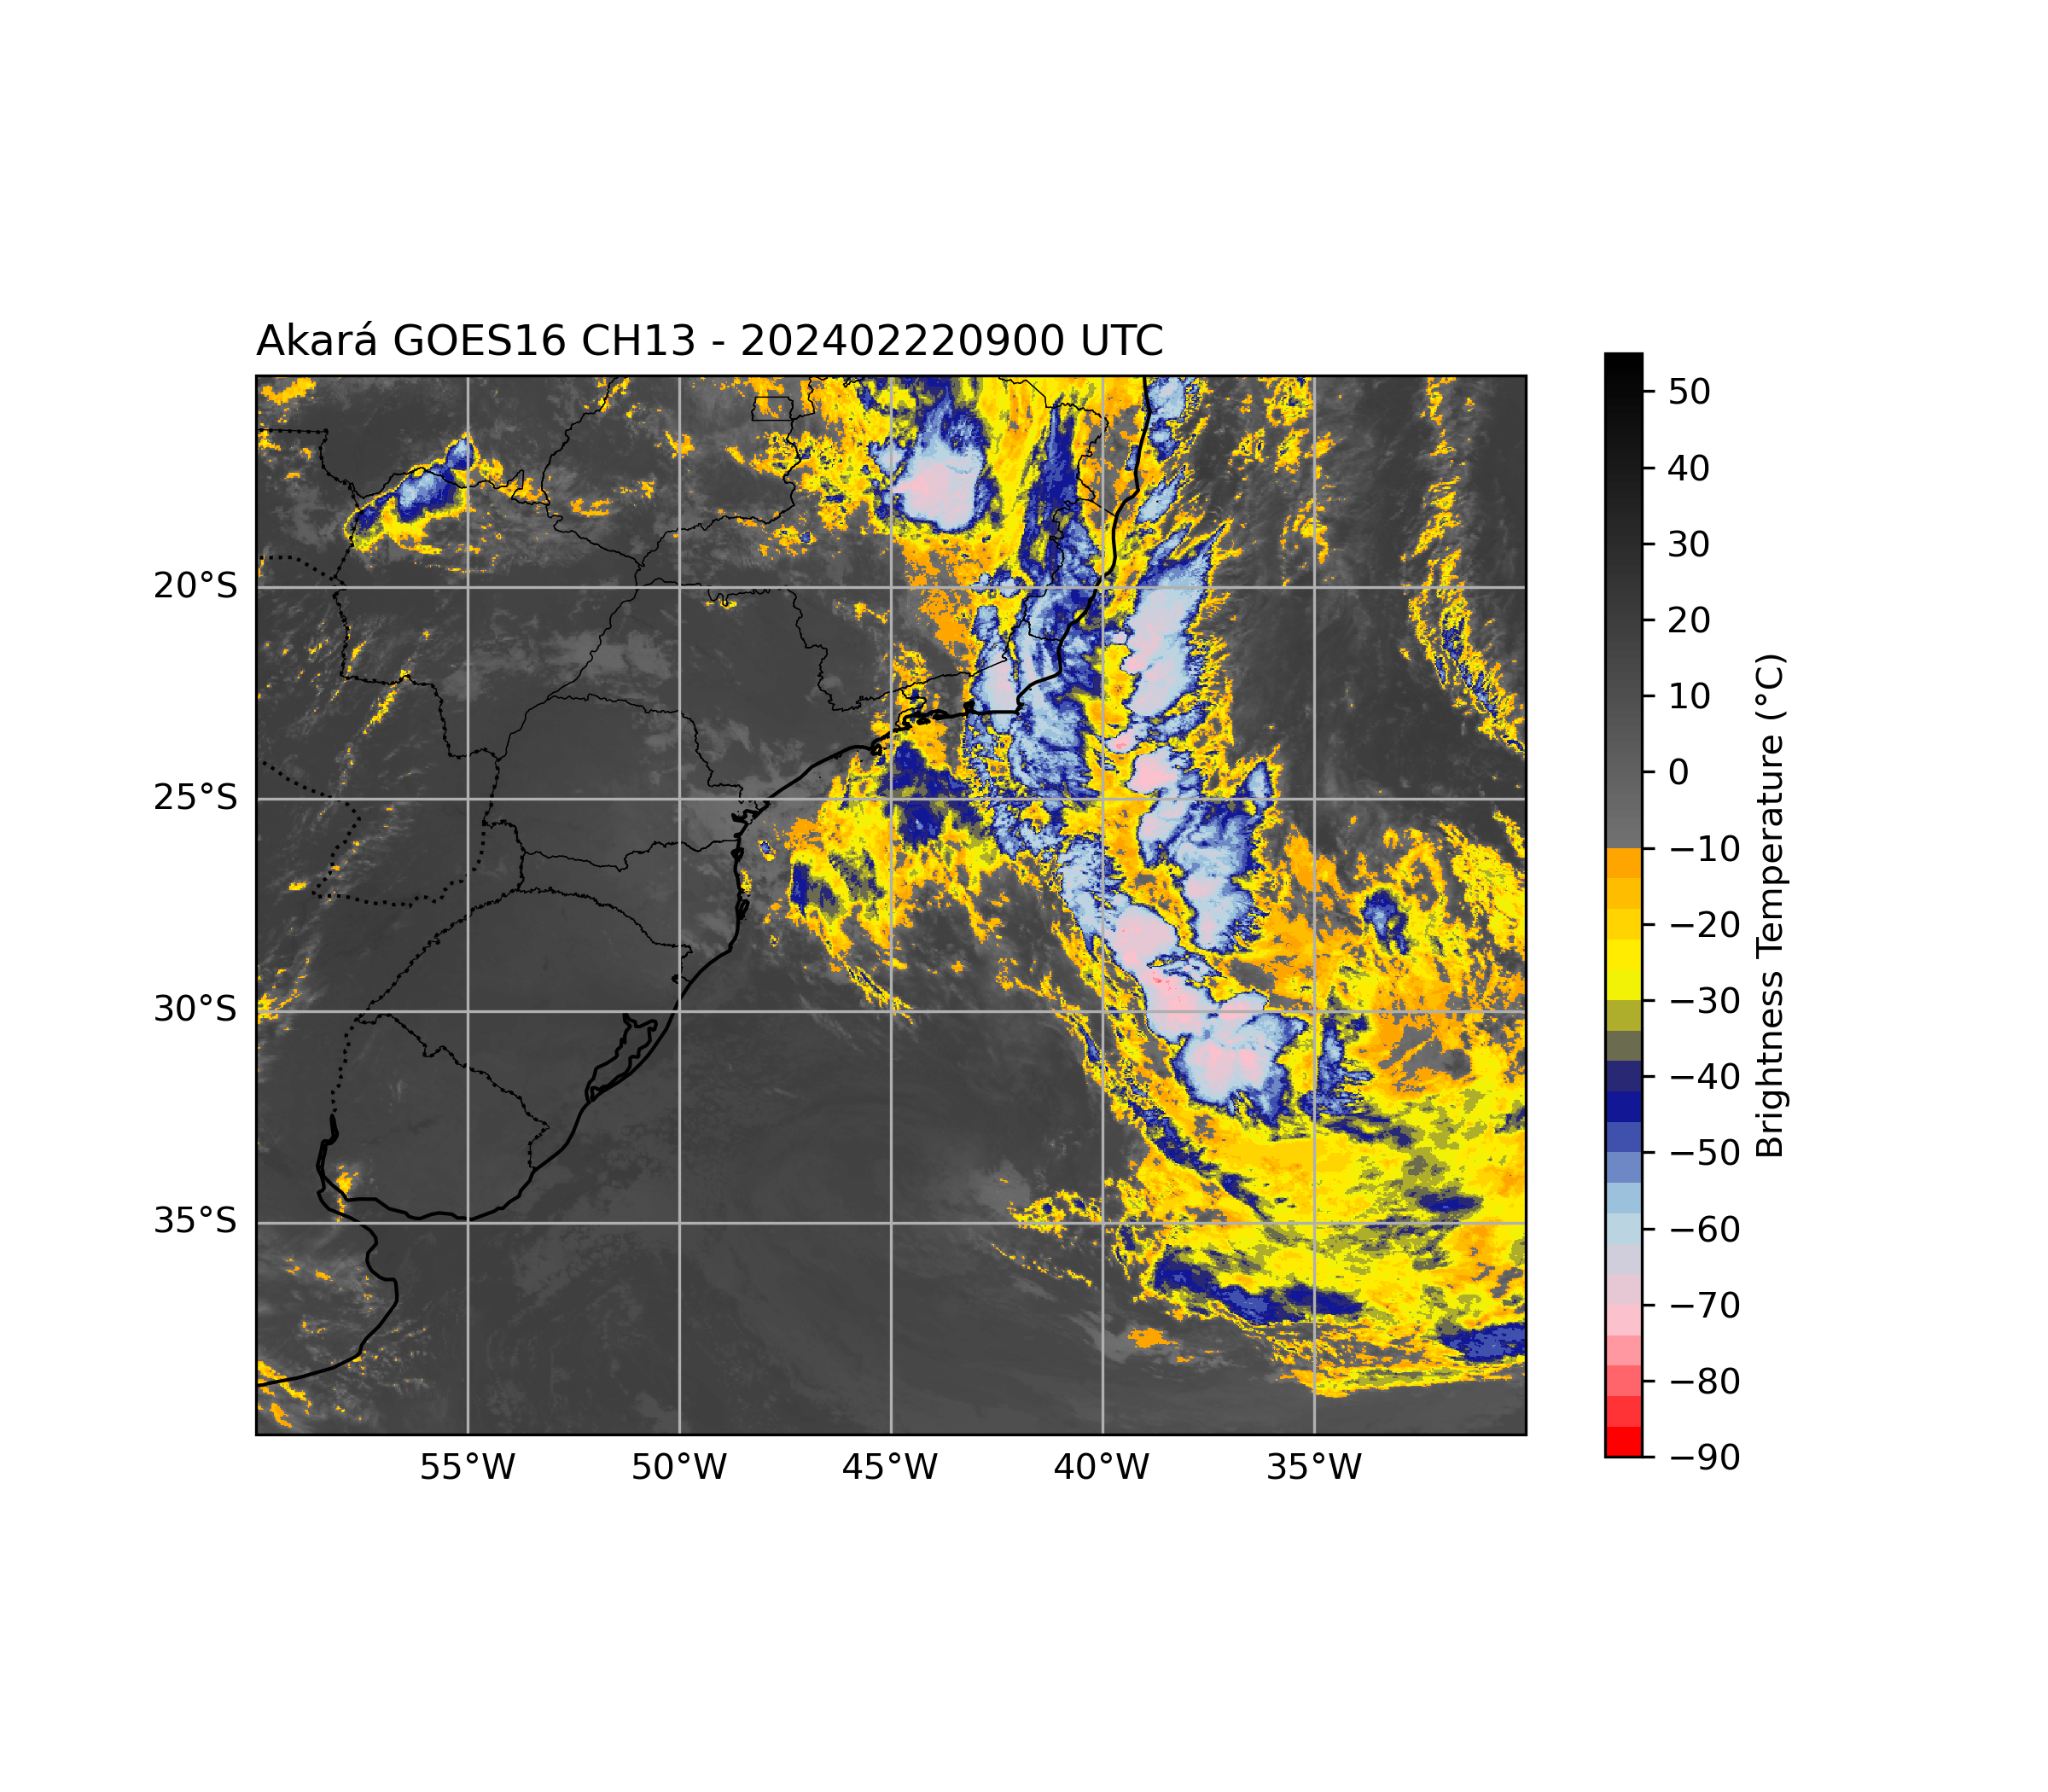 Akará GOES16 CH13 - 202402220900 UTC
20°S
25°S
30°S
35°S
55°W
50°W
45°W
40°W
35°W
50
40
30
20
10
0
−10
−20
−30
−40
−50
−60
−70
−80
−90
Brightness Temperature (°C)